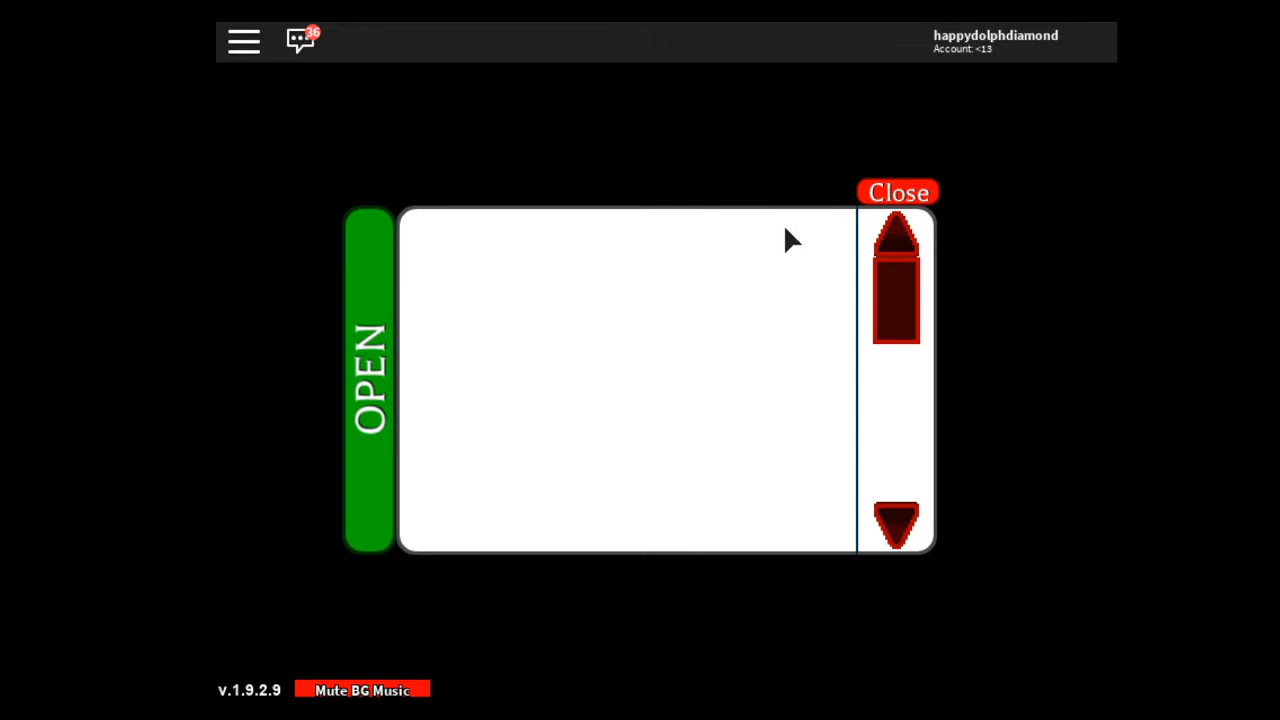 36
happydolphdiamond
Account: <13
Close
OPEN
v.1.9.2.9
Mute BG Music